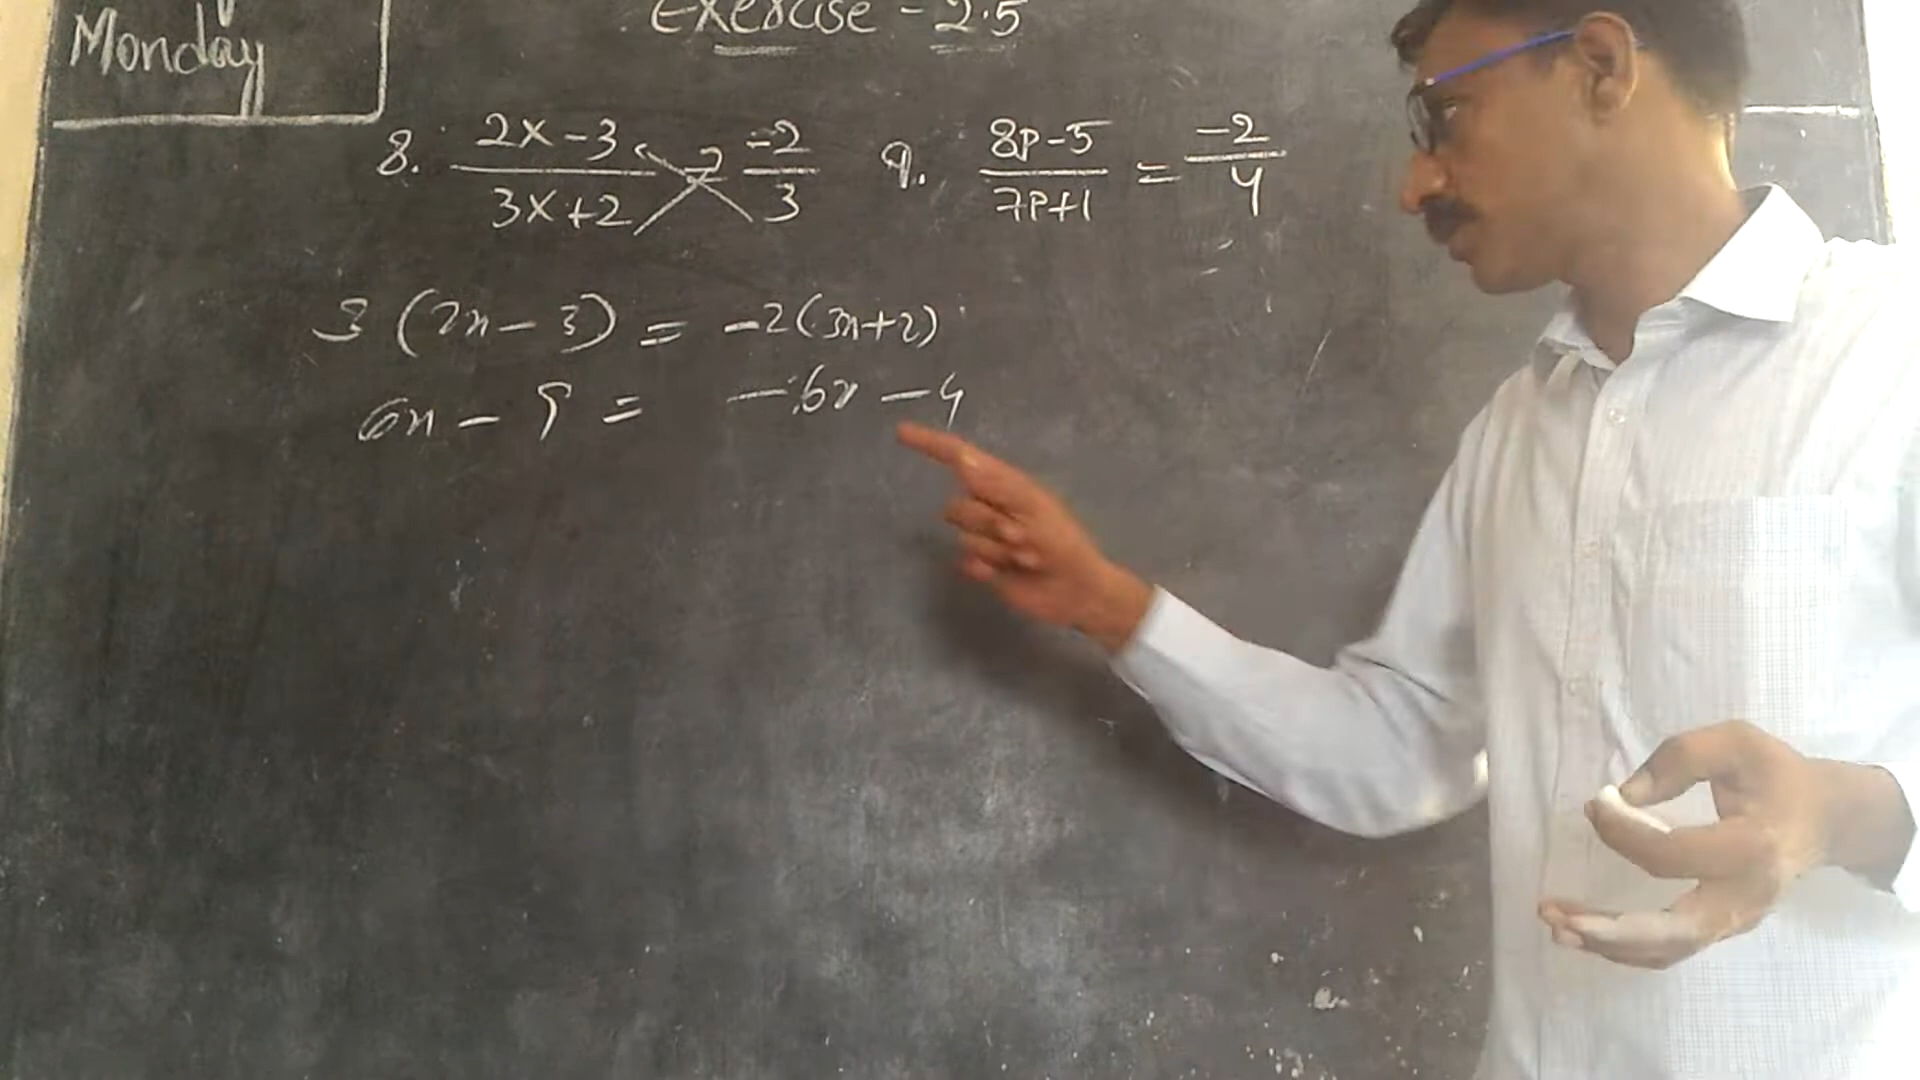 Monday
Exercise - 2.5
8. (2x-3)/(3x+2) = -2/3
9. (8p-5)/(7p+1) = -2/4
3(2x-3) = -2(3x+2)
6x - 9 = -6x - 4